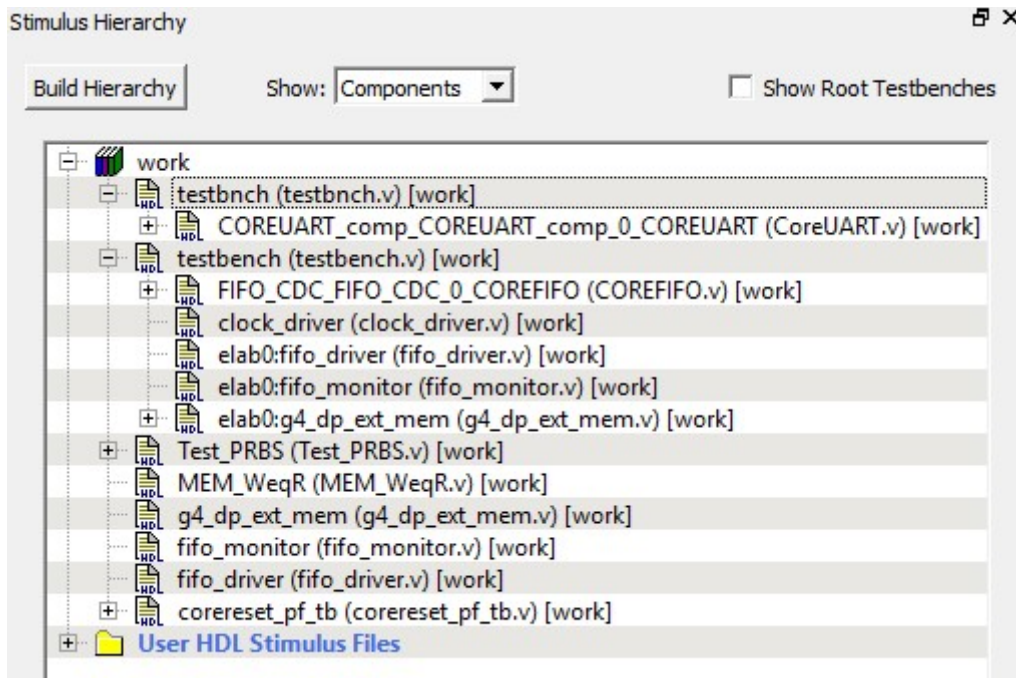 Stimulus Hierarchy
Build Hierarchy Show: Components Show Root Testbenches
work
testbnch (testbnch.v) [work]
COREUART_comp_COREUART_comp_0_COREUART (CoreUART.v) [work]
testbench (testbench.v) [work]
FIFO_CDC_FIFO_CDC_0_COREFIFO (COREFIFO.v) [work]
clock_driver (clock_driver.v) [work]
elab0:fifo_driver (fifo_driver.v) [work]
elab0:fifo_monitor (fifo_monitor.v) [work]
elab0:g4_dp_ext_mem (g4_dp_ext_mem.v) [work]
Test_PRBS (Test_PRBS.v) [work]
MEM_WeqR (MEM_WeqR.v) [work]
g4_dp_ext_mem (g4_dp_ext_mem.v) [work]
fifo_monitor (fifo_monitor.v) [work]
fifo_driver (fifo_driver.v) [work]
corereset_pf_tb (corereset_pf_tb.v) [work]
User HDL Stimulus Files